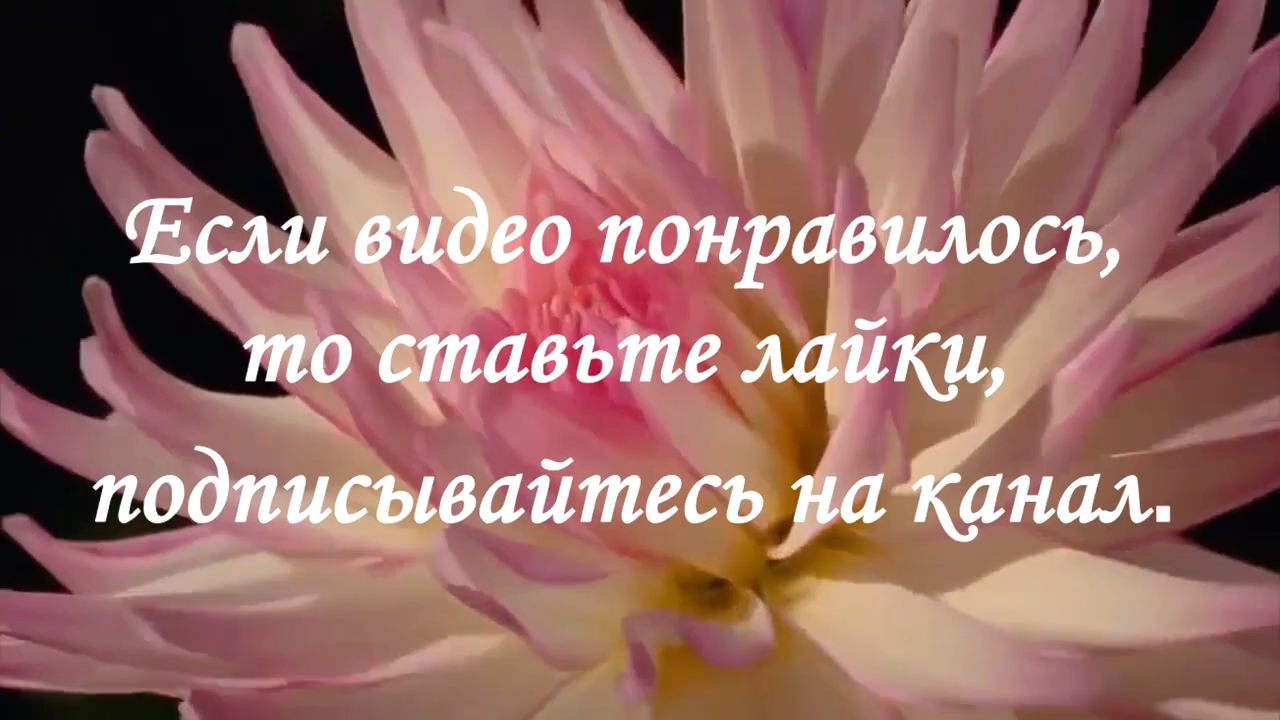 Если видео понравилось,
то ставьте лайки,
подписывайтесь на канал.